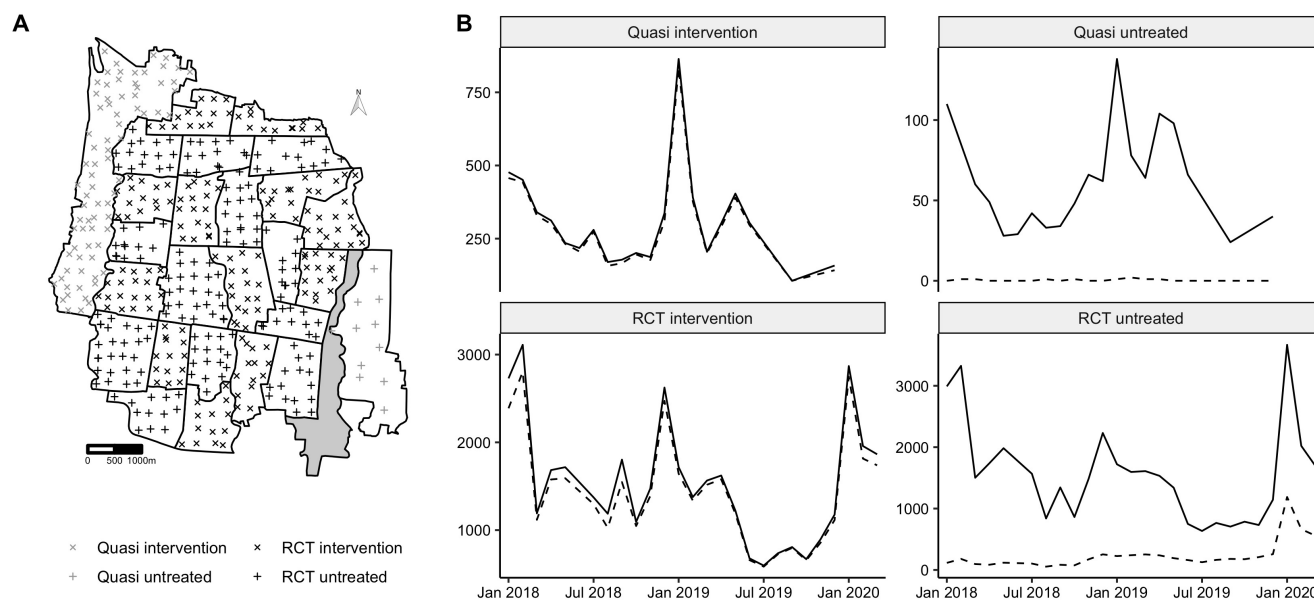 A
N
0 500 1000m
Quasi intervention
RCT intervention
Quasi untreated
RCT untreated
B
Quasi intervention
750
500
250
Quasi untreated
100
50
0
RCT intervention
3000
2000
1000
Jan 2018 Jul 2018 Jan 2019 Jul 2019 Jan 2020
RCT untreated
3000
2000
1000
0
Jan 2018 Jul 2018 Jan 2019 Jul 2019 Jan 2020